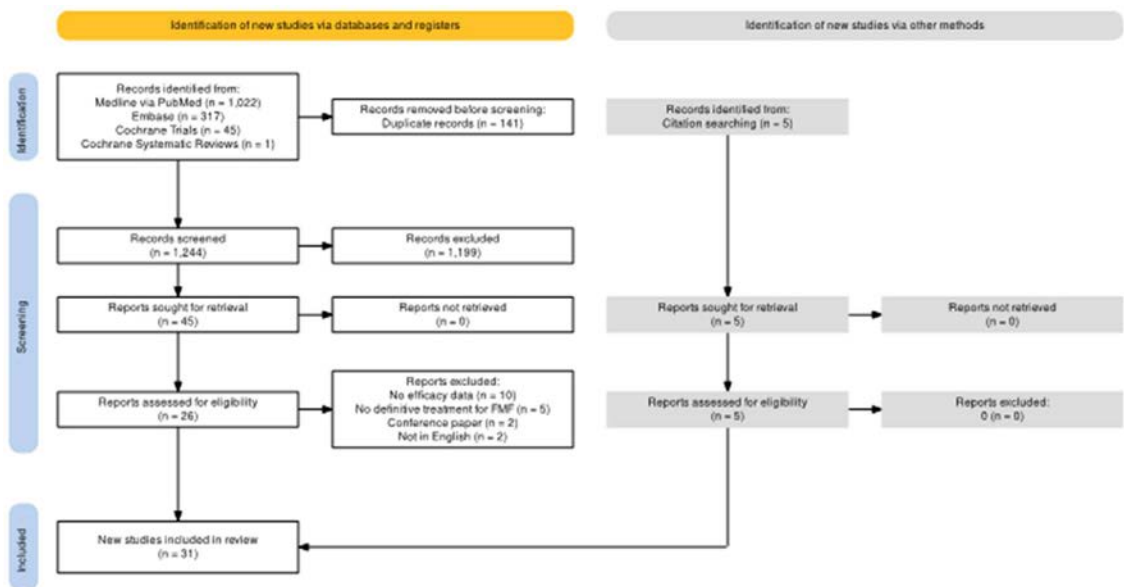 Identification of new studies via databases and registers
Identification of new studies via other methods
Identification
Records identified from:
Medline via PubMed (n = 1,022)
Embase (n = 317)
Cochrane Trials (n = 45)
Cochrane Systematic Reviews (n = 1)
Records removed before screening:
Duplicate records (n = 141)
Records identified from:
Citation searching (n = 5)
Screening
Records screened
(n = 1,244)
Records excluded
(n = 1,199)
Reports sought for retrieval
(n = 45)
Reports not retrieved
(n = 0)
Reports sought for retrieval
(n = 5)
Reports not retrieved
(n = 0)
Reports assessed for eligibility
(n = 26)
Reports excluded:
No efficacy data (n = 10)
No definitive treatment for FMF (n = 5)
Conference paper (n = 2)
Not in English (n = 2)
Reports assessed for eligibility
(n = 5)
Reports excluded:
0 (n = 0)
Included
New studies included in review
(n = 31)